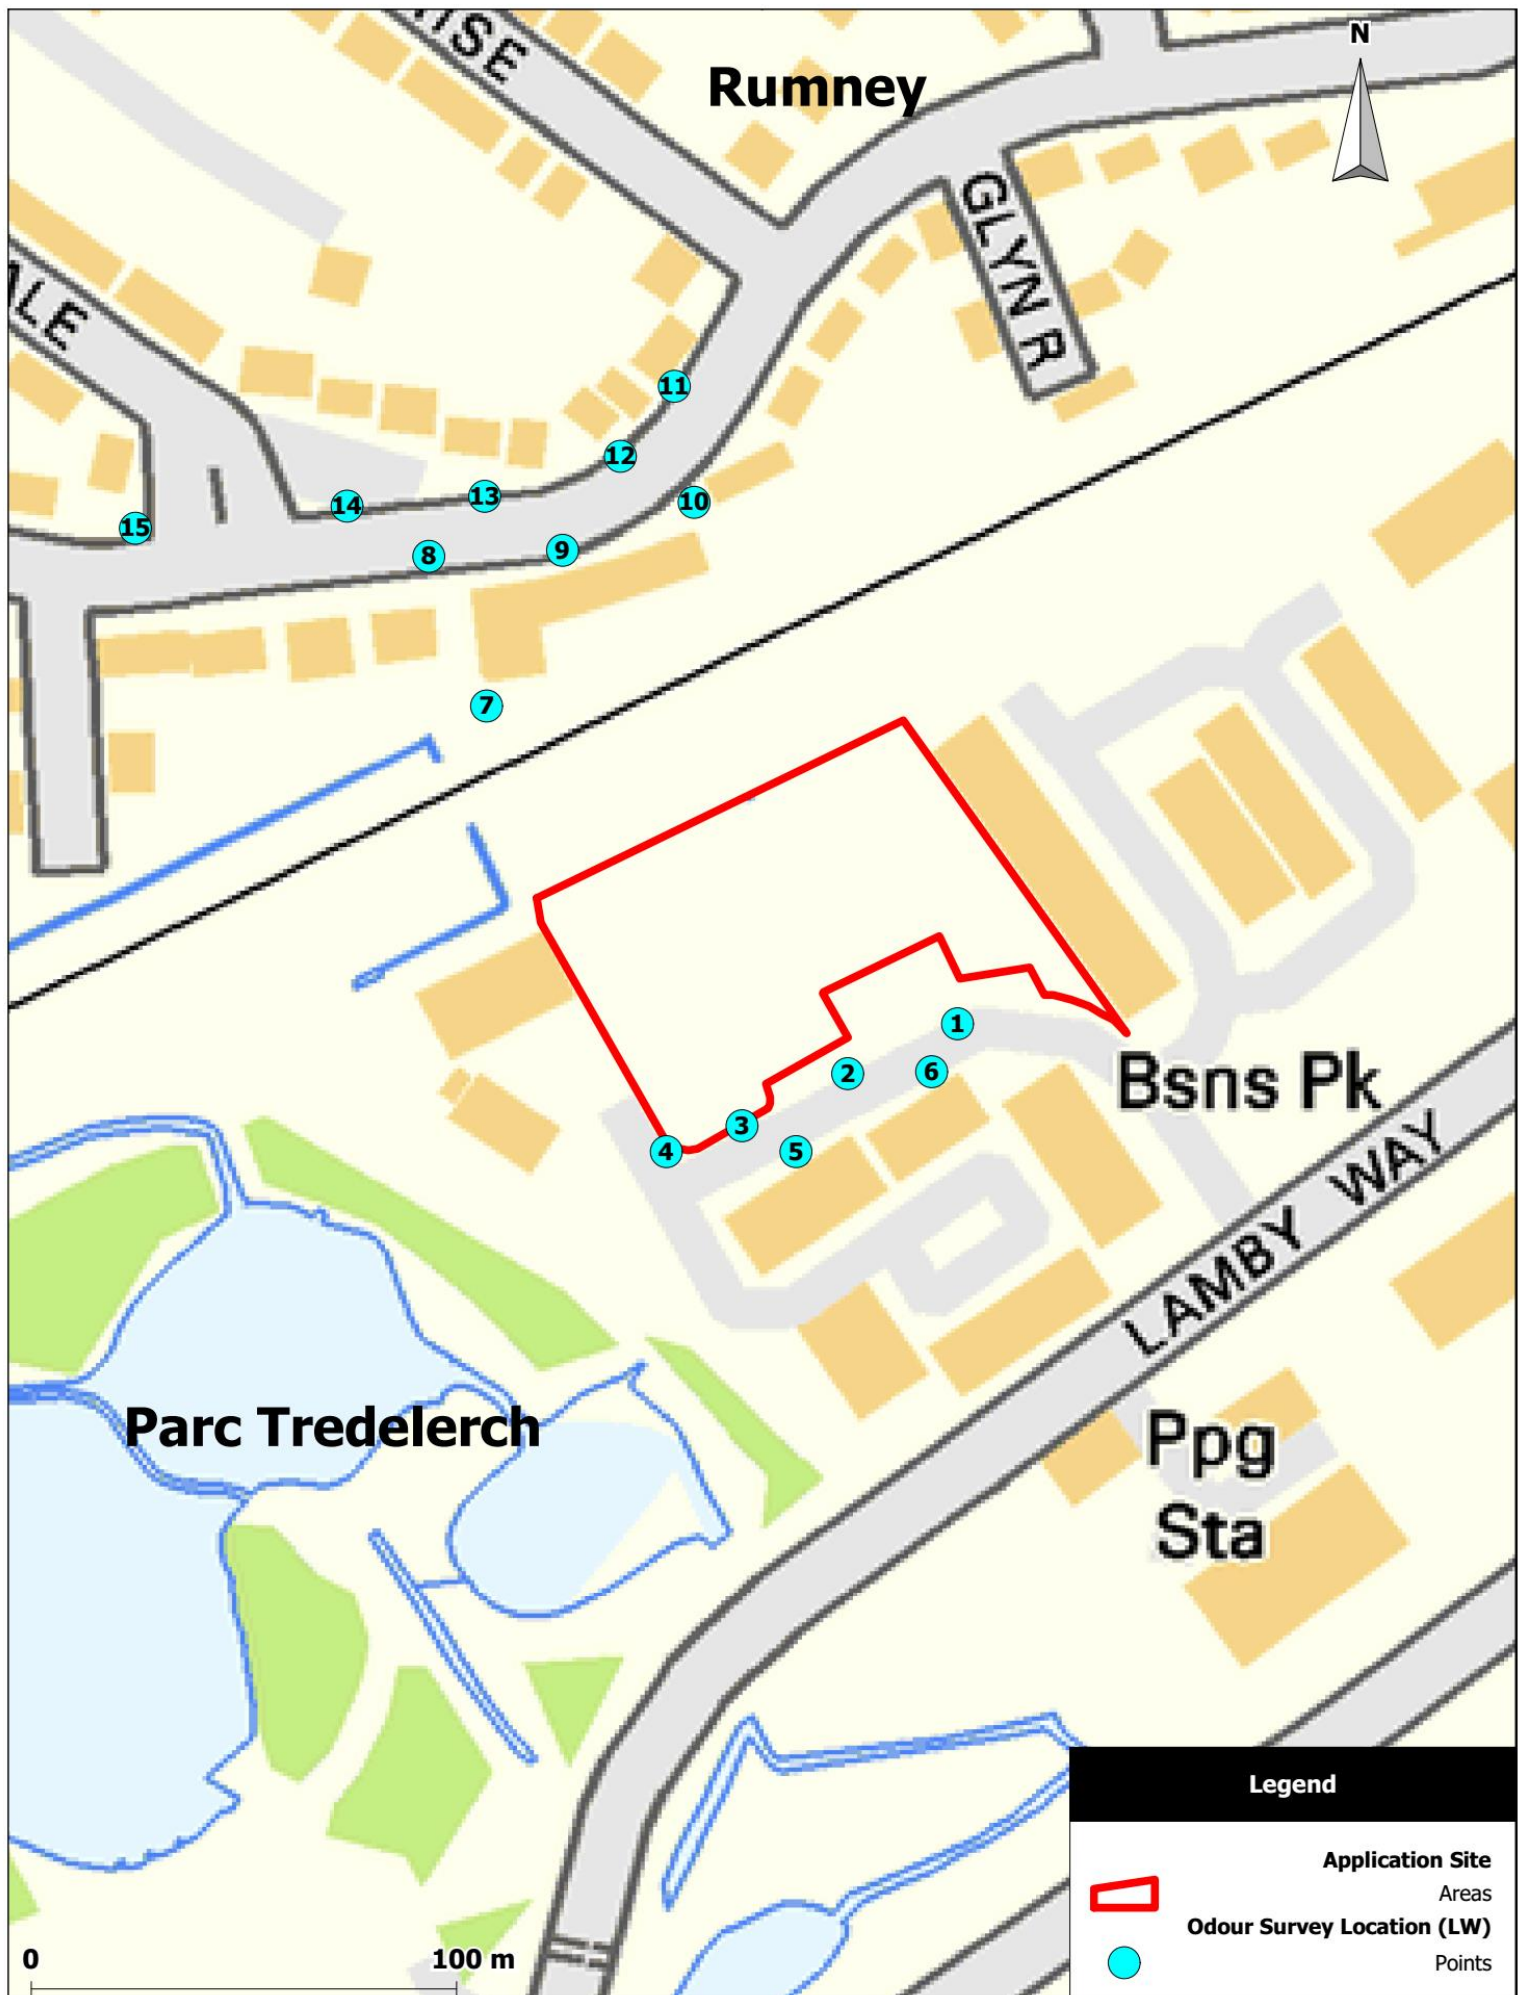 ISE
Rumney
N
GLYN R
ALE
11
12
10
13
14
15
8
9
7
1
2
6
3
4
5
Bsns Pk
LAMBY WAY
Parc Tredelerch
Ppg
Sta
Legend
Application Site
Areas
Odour Survey Location (LW)
Points
0
100 m